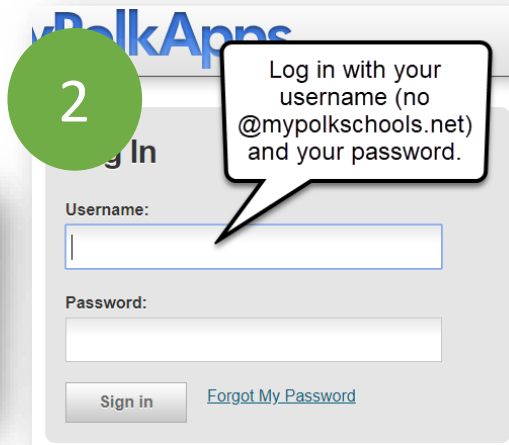 yPolkApps
2
Log in with your
username (no
@mypolkschools.net)
and your password.
In
Username:
Password:
Sign in
Forgot My Password